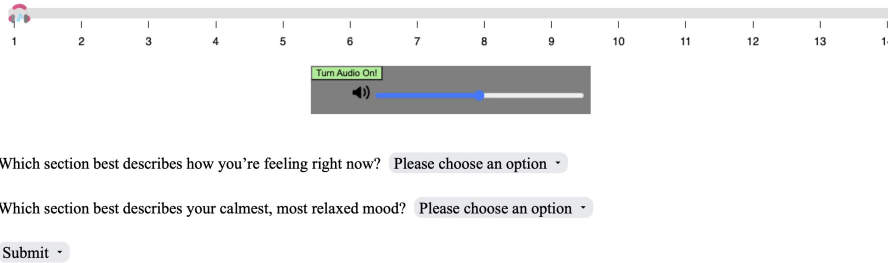 1 2 3 4 5 6 7 8 9 10 11 12 13
Turn Audio On!
Which section best describes how you’re feeling right now? Please choose an option
Which section best describes your calmest, most relaxed mood? Please choose an option
Submit